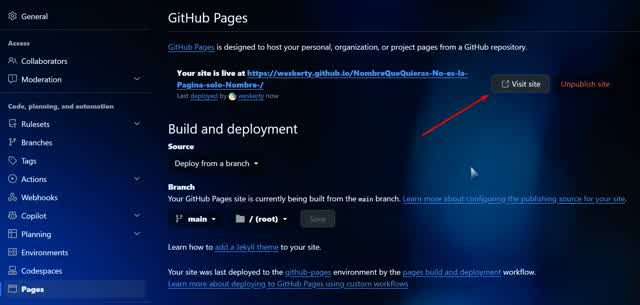 General
Access
Collaborators
Moderation
Code, planning, and automation
Rulesets
Branches
Tags
Actions
Webhooks
Copilot
Planning
Environments
Codespaces
Pages
GitHub Pages
GitHub Pages is designed to host your personal, organization, or project pages from a GitHub repository.
Your site is live at https://weskerty.github.io/NombreQueQuieras-No-es-la-
Pagina-solo-Nombre-/
Last deployed by weskerty now
Visit site
Unpublish site
Build and deployment
Source
Deploy from a branch
Branch
Your GitHub Pages site is currently being built from the main branch. Learn more about configuring the publishing source for your site.
main
/ (root)
Save
Learn how to add a Jekyll theme to your site.
Your site was last deployed to the github-pages environment by the pages build and deployment workflow.
Learn more about deploying to GitHub Pages using custom workflows